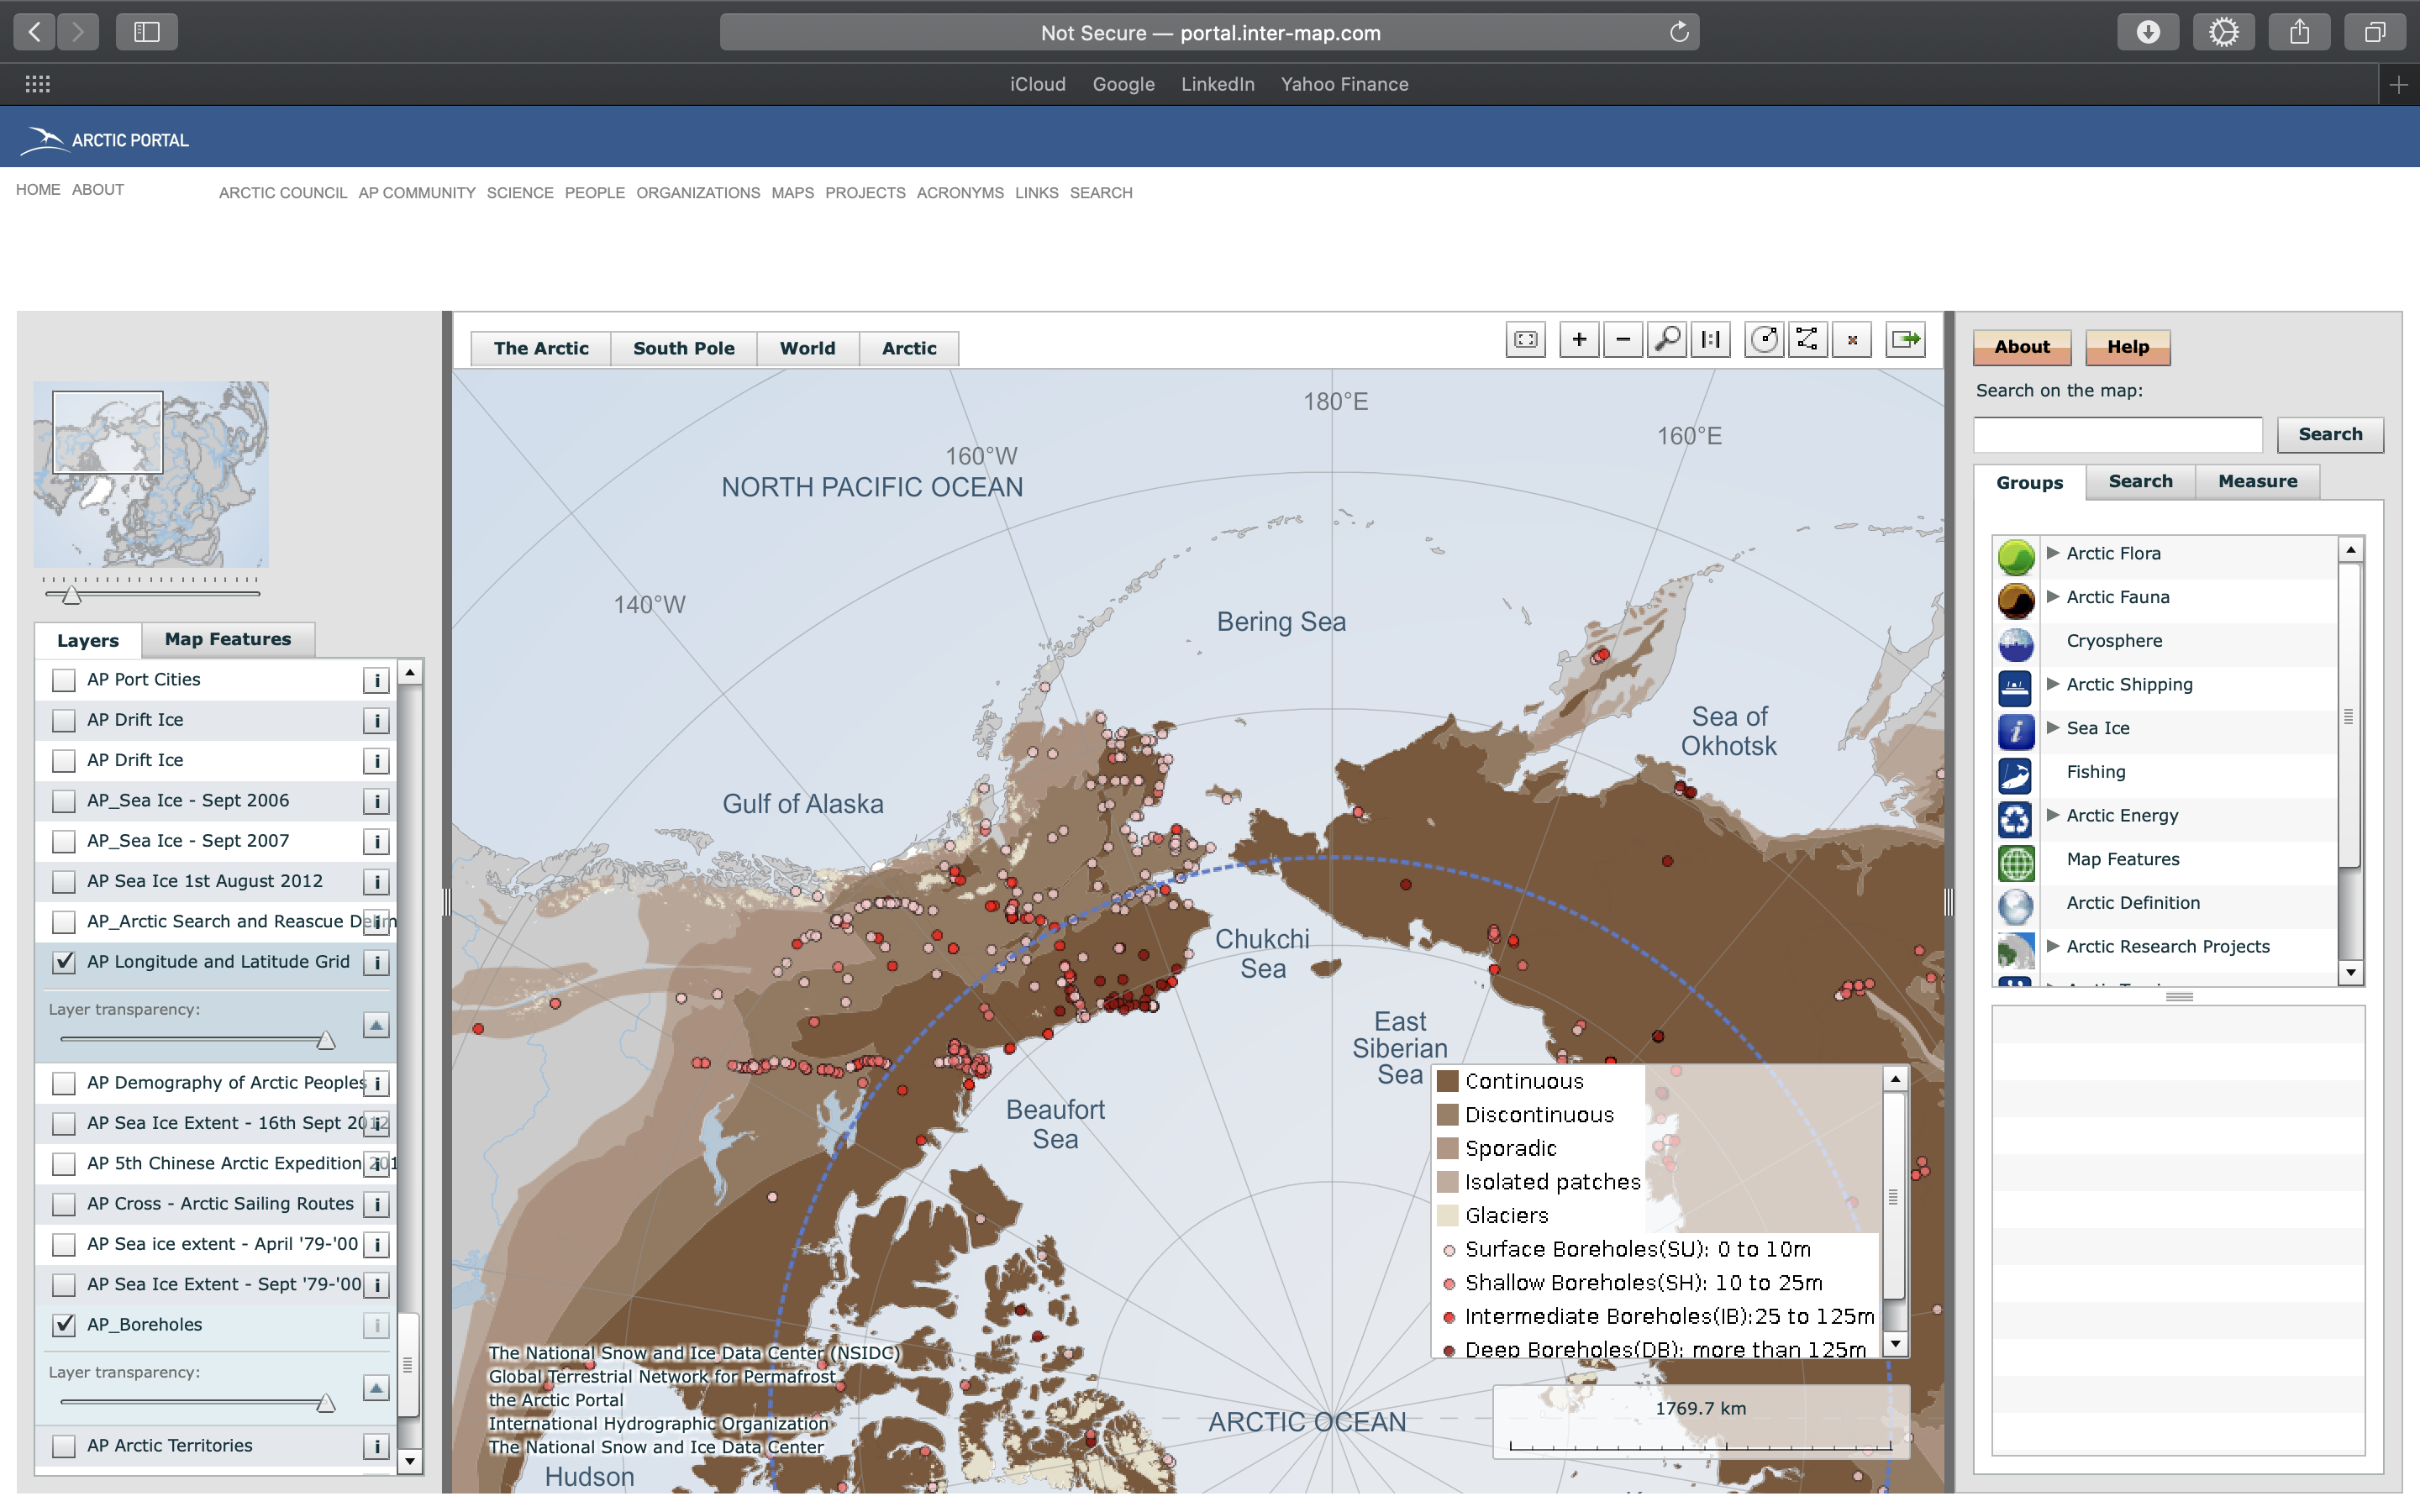 Not Secure — portal.inter-map.com
iCloud Google LinkedIn Yahoo Finance
ARCTIC PORTAL
HOME ABOUT ARCTIC COUNCIL AP COMMUNITY SCIENCE PEOPLE ORGANIZATIONS MAPS PROJECTS ACRONYMS LINKS SEARCH
Layers Map Features
AP Port Cities
AP Drift Ice
AP Drift Ice
AP_Sea Ice - Sept 2006
AP_Sea Ice - Sept 2007
AP Sea Ice 1st August 2012
AP_Arctic Search and Reascue
AP Longitude and Latitude Grid
Layer transparency:
AP Demography of Arctic Peoples
AP Sea Ice Extent - 16th Sept 2012
AP 5th Chinese Arctic Expedition
AP Cross - Arctic Sailing Routes
AP Sea ice extent - April '79-'00
AP Sea Ice Extent - Sept '79-'00
AP_Boreholes
Layer transparency:
AP Arctic Territories
The Arctic South Pole World Arctic
180°E
160°W
160°E
NORTH PACIFIC OCEAN
140°W
Bering Sea
Sea of
Okhotsk
Gulf of Alaska
Chukchi
Sea
East
Siberian
Sea
Beaufort
Sea
ARCTIC OCEAN
Hudson
The National Snow and Ice Data Center (NSIDC)
Global Terrestrial Network for Permafrost
the Arctic Portal
International Hydrographic Organization
The National Snow and Ice Data Center
Continuous
Discontinuous
Sporadic
Isolated patches
Glaciers
Surface Boreholes(SU): 0 to 10m
Shallow Boreholes(SH): 10 to 25m
Intermediate Boreholes(IB):25 to 125m
Deep Boreholes(DB): more than 125m
1769.7 km
About Help
Search on the map:
Search
Groups Search Measure
Arctic Flora
Arctic Fauna
Cryosphere
Arctic Shipping
Sea Ice
Fishing
Arctic Energy
Map Features
Arctic Definition
Arctic Research Projects